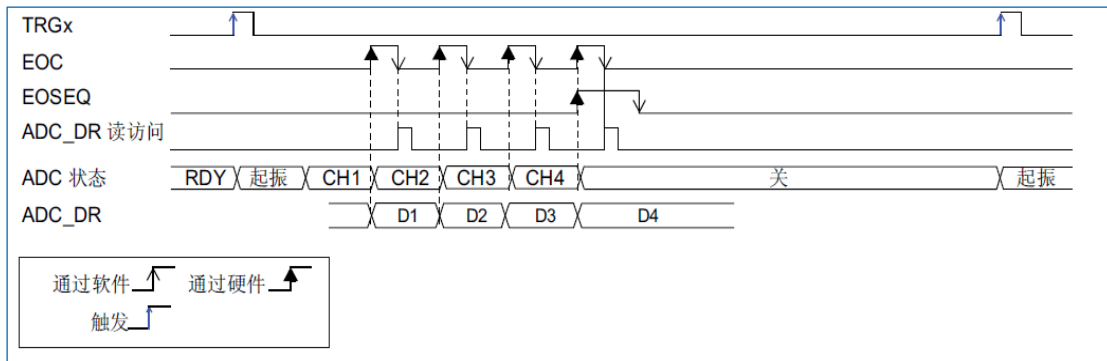 TRGx
EOC
EOSEQ
ADC_DR 读访问
ADC 状态 RDY 起振 CH1 CH2 CH3 CH4 关 起振
ADC_DR D1 D2 D3 D4
通过软件 通过硬件
触发